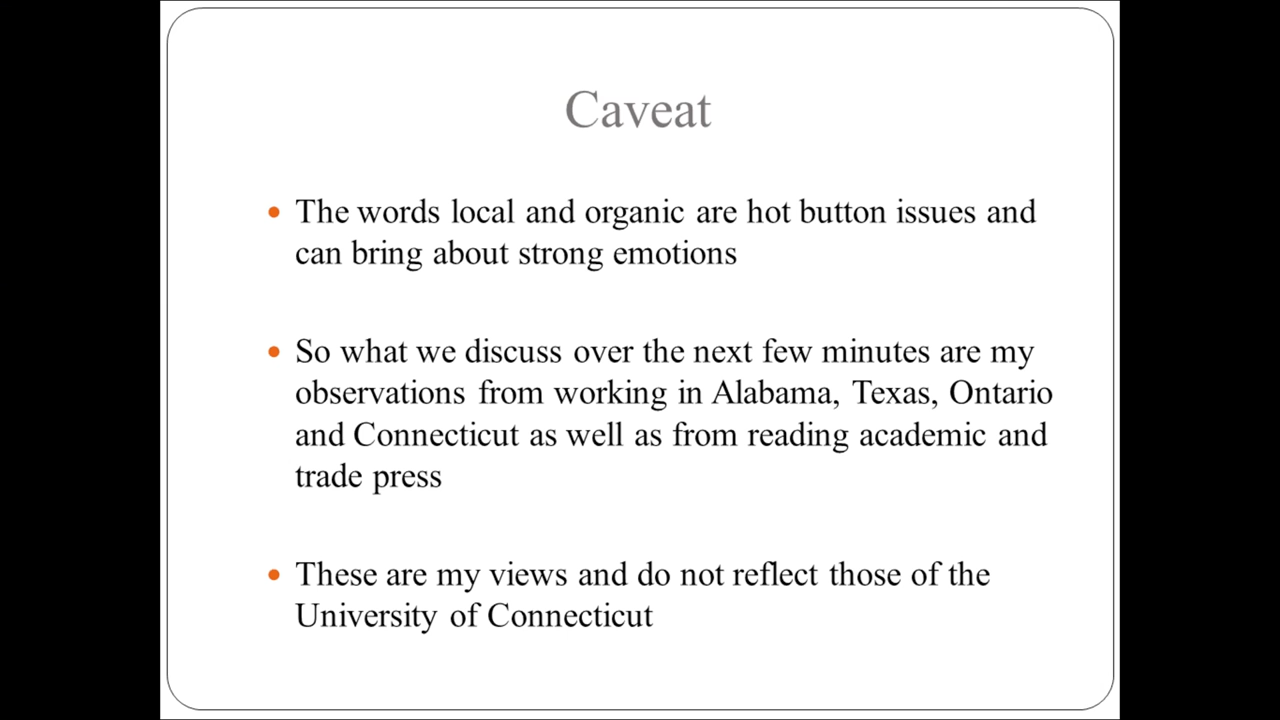 Caveat
The words local and organic are hot button issues and
can bring about strong emotions
So what we discuss over the next few minutes are my
observations from working in Alabama, Texas, Ontario
and Connecticut as well as from reading academic and
trade press
These are my views and do not reflect those of the
University of Connecticut